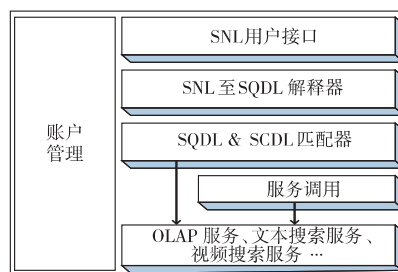 SNL用户接口
SNL至SQDL 解释器
账户
管理
SQDL & SCDL匹配器
服务调用
OLAP 服务、文本搜索服务、
视频搜索服务 …